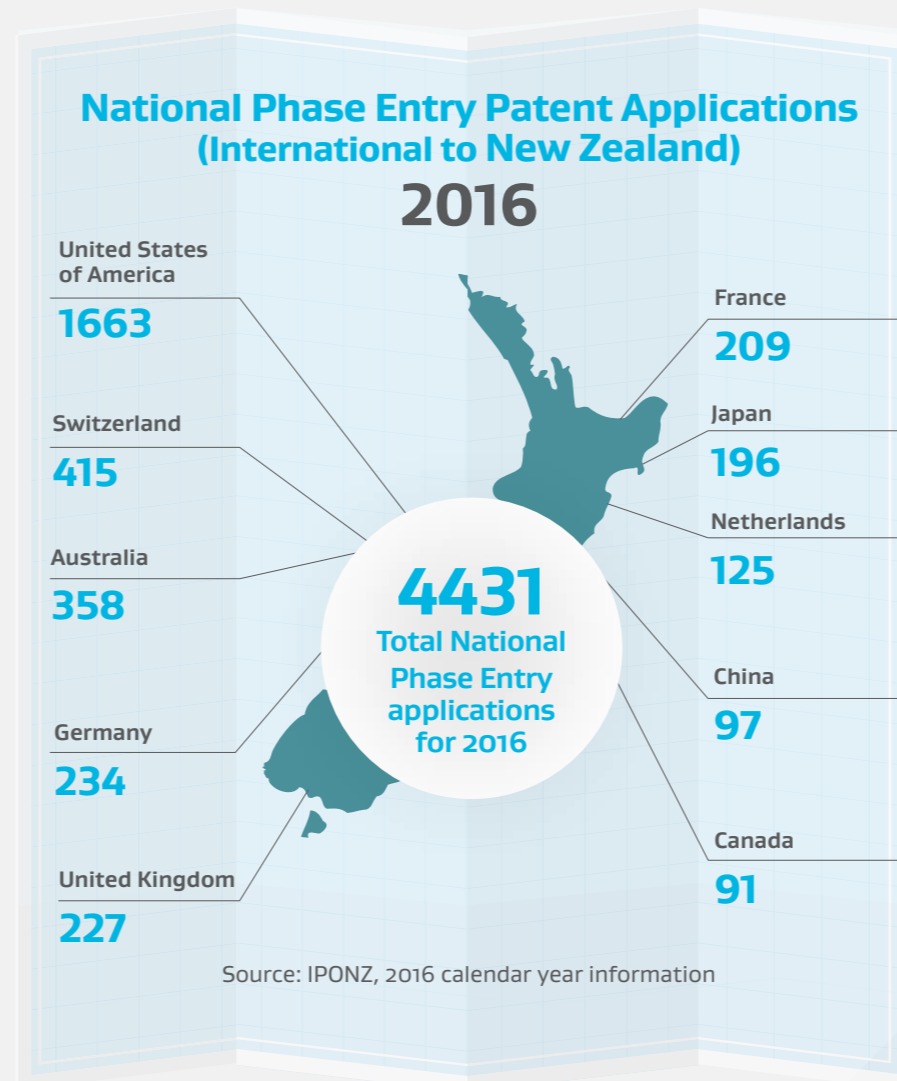 National Phase Entry Patent Applications
(International to New Zealand)
2016
United States
of America
1663
Switzerland
415
Australia
358
Germany
234
United Kingdom
227
France
209
Japan
196
Netherlands
125
China
97
Canada
91
4431
Total National
Phase Entry
applications
for 2016
Source: IPONZ, 2016 calendar year information